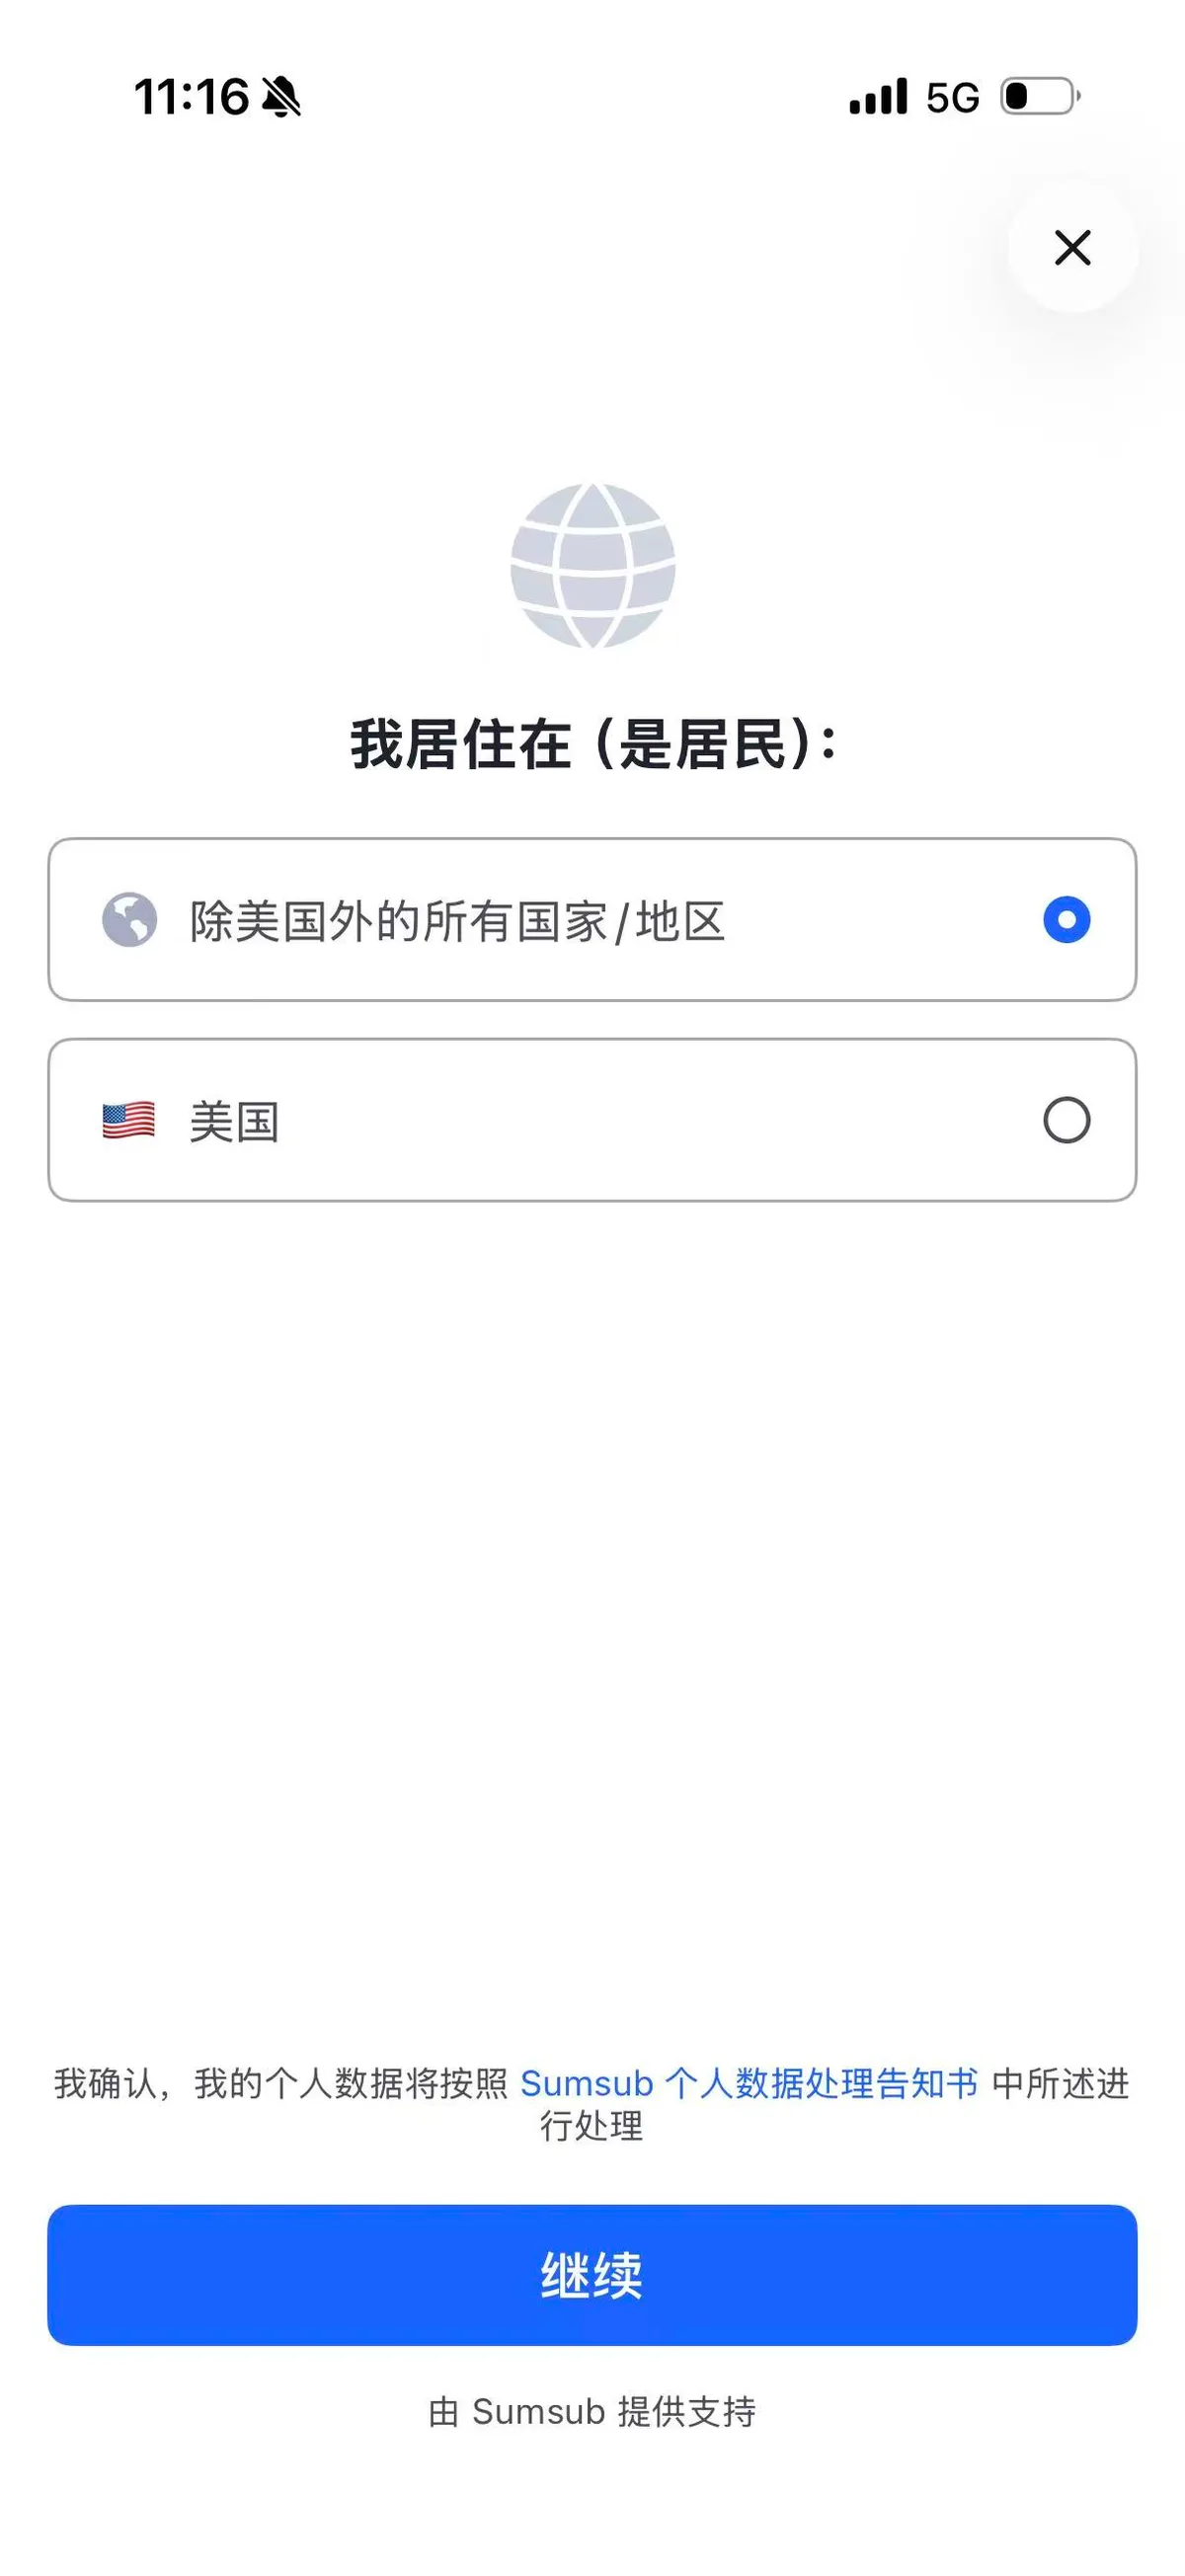 11:16
5G
我居住在（是居民）：
除美国外的所有国家/地区
美国
我确认，我的个人数据将按照 Sumsub 个人数据处理告知书 中所述进
行处理
继续
由 Sumsub 提供支持